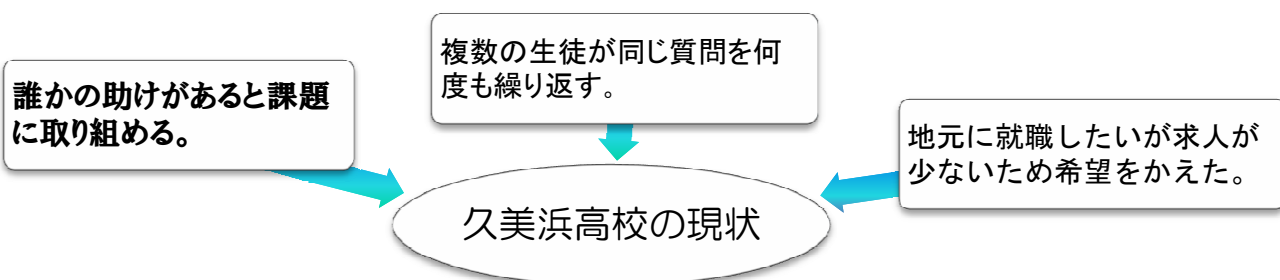 誰かの助けがあると課題
に取り組める。
複数の生徒が同じ質問を何
度も繰り返す。
地元に就職したいが求人が
少ないため希望をかえた。
久美浜高校の現状